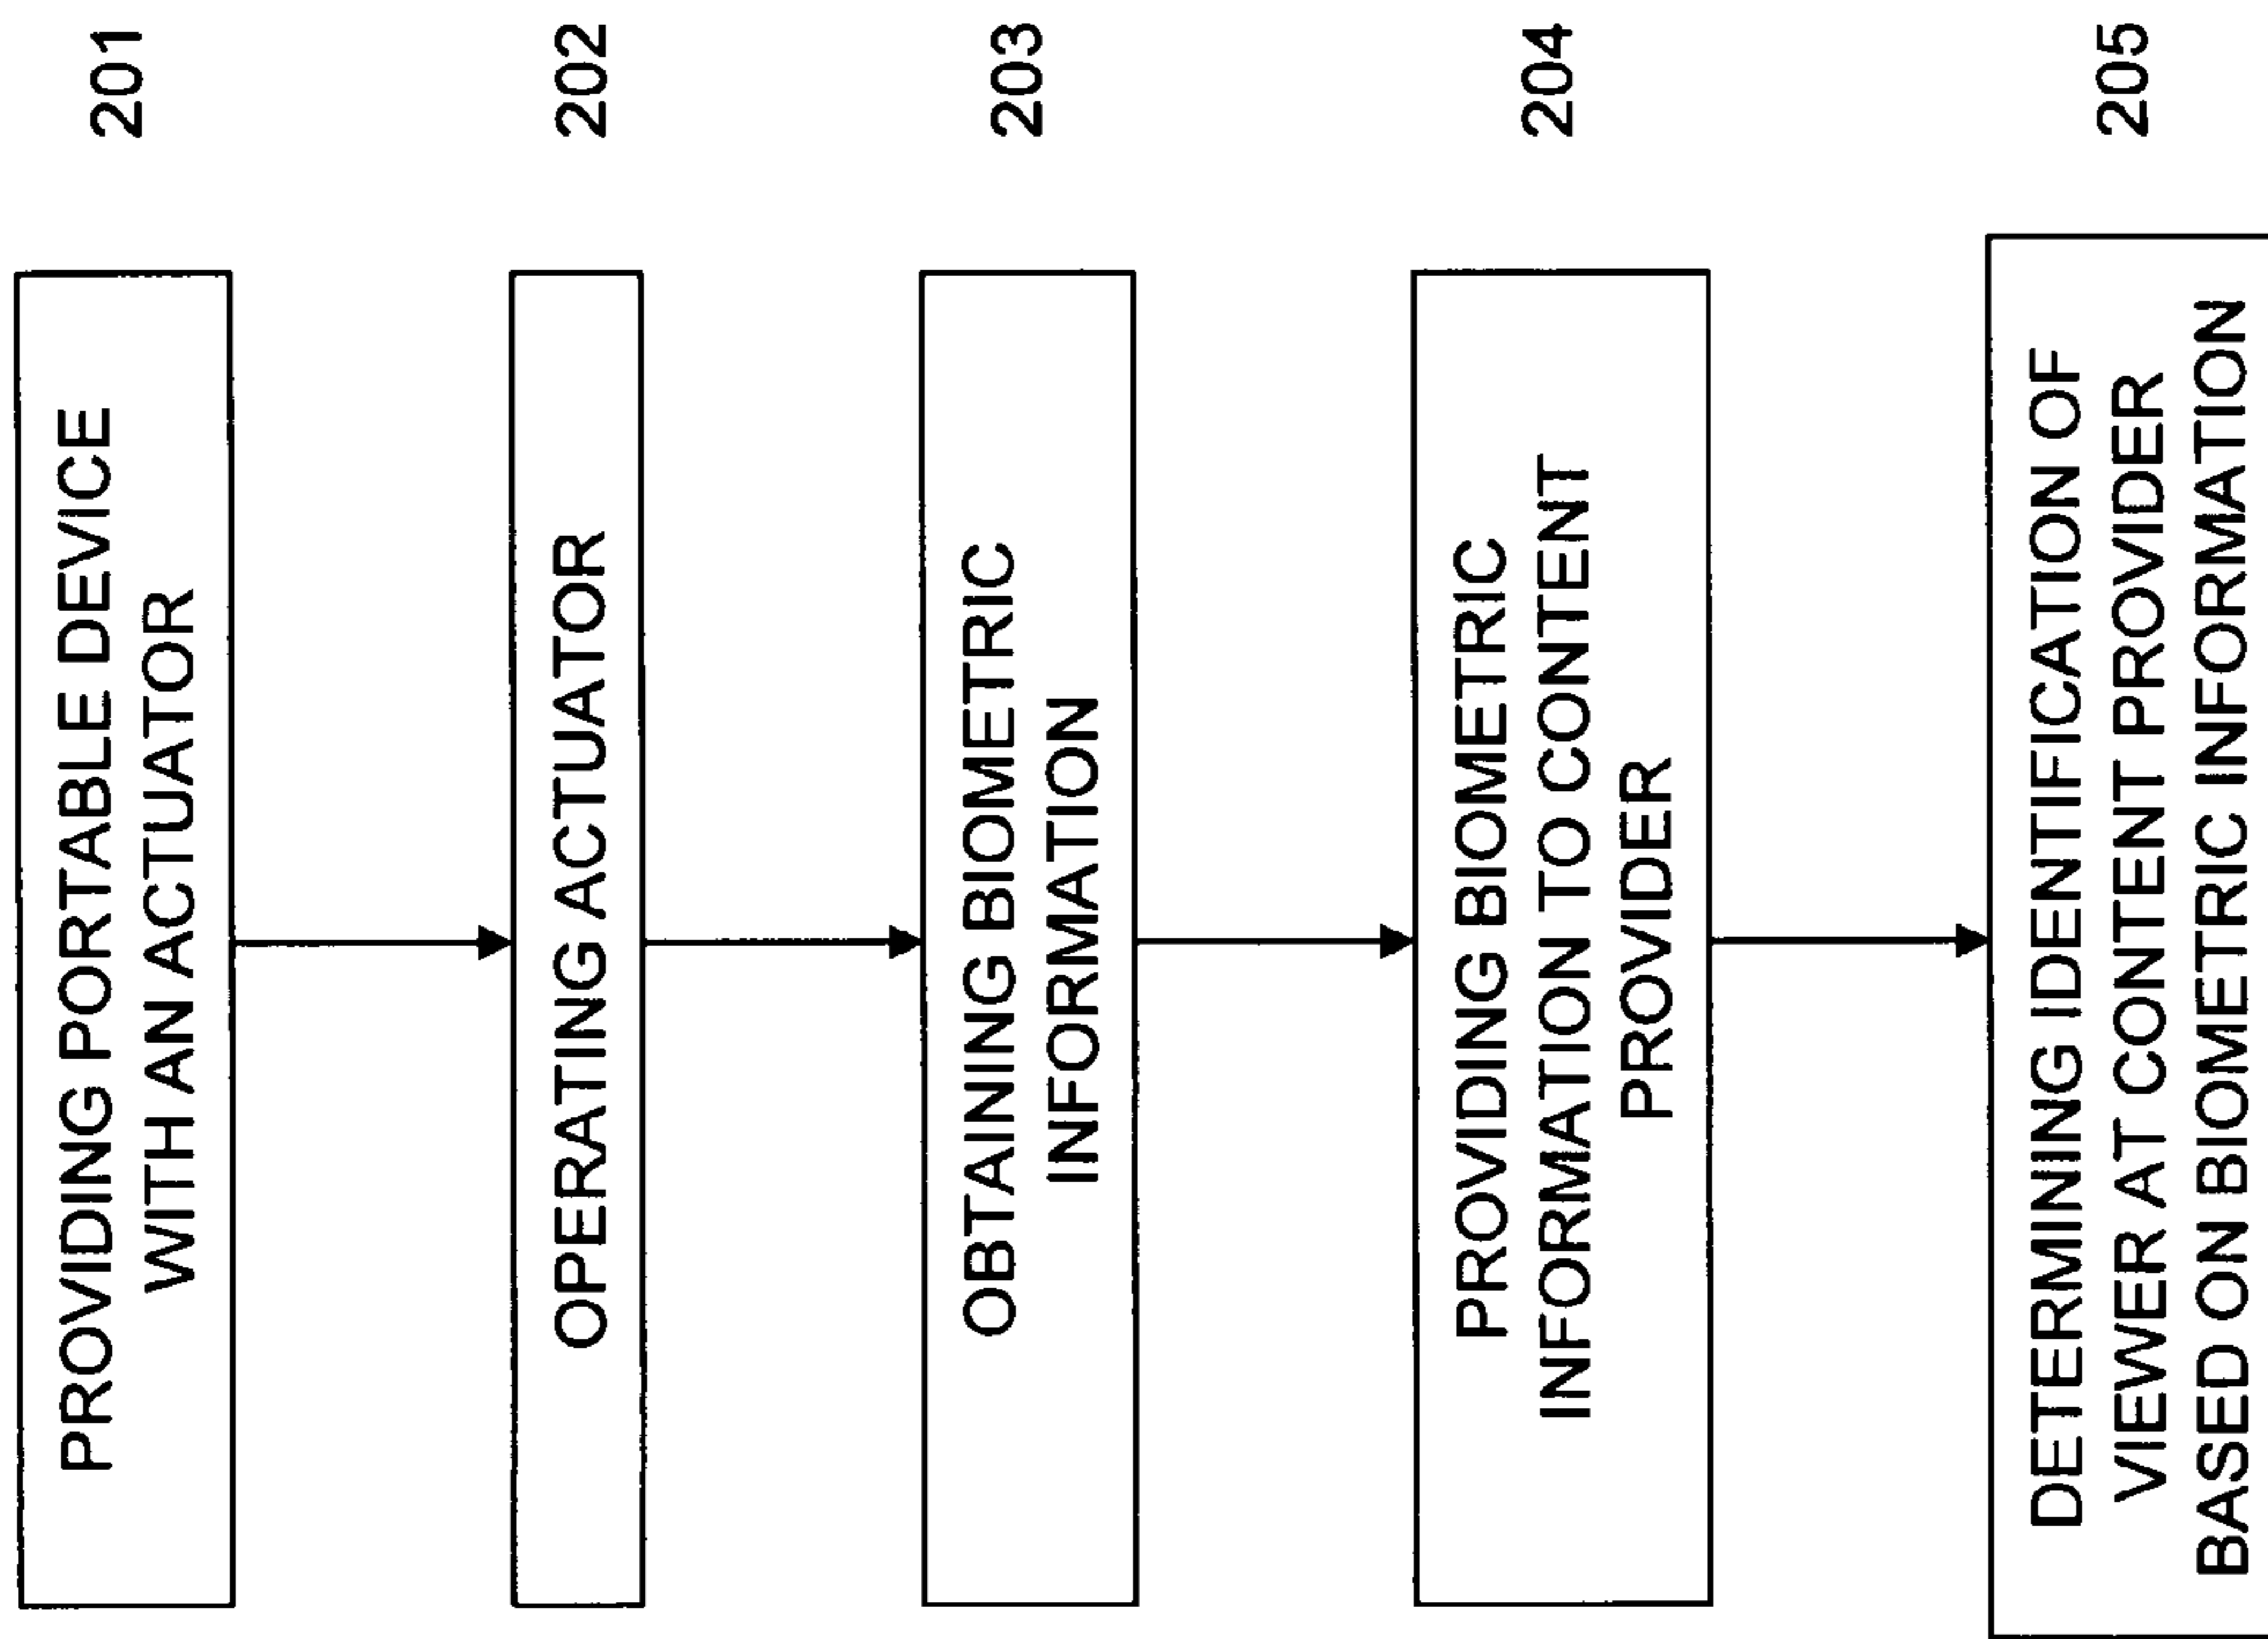 PROVIDING PORTABLE DEVICE
WITH AN ACTUATOR
201
OPERATING ACTUATOR
202
OBTAINING BIOMETRIC
INFORMATION
203
PROVIDING BIOMETRIC
INFORMATION TO CONTENT
PROVIDER
204
DETERMINING IDENTIFICATION OF
VIEWER AT CONTENT PROVIDER
BASED ON BIOMETRIC INFORMATION
205